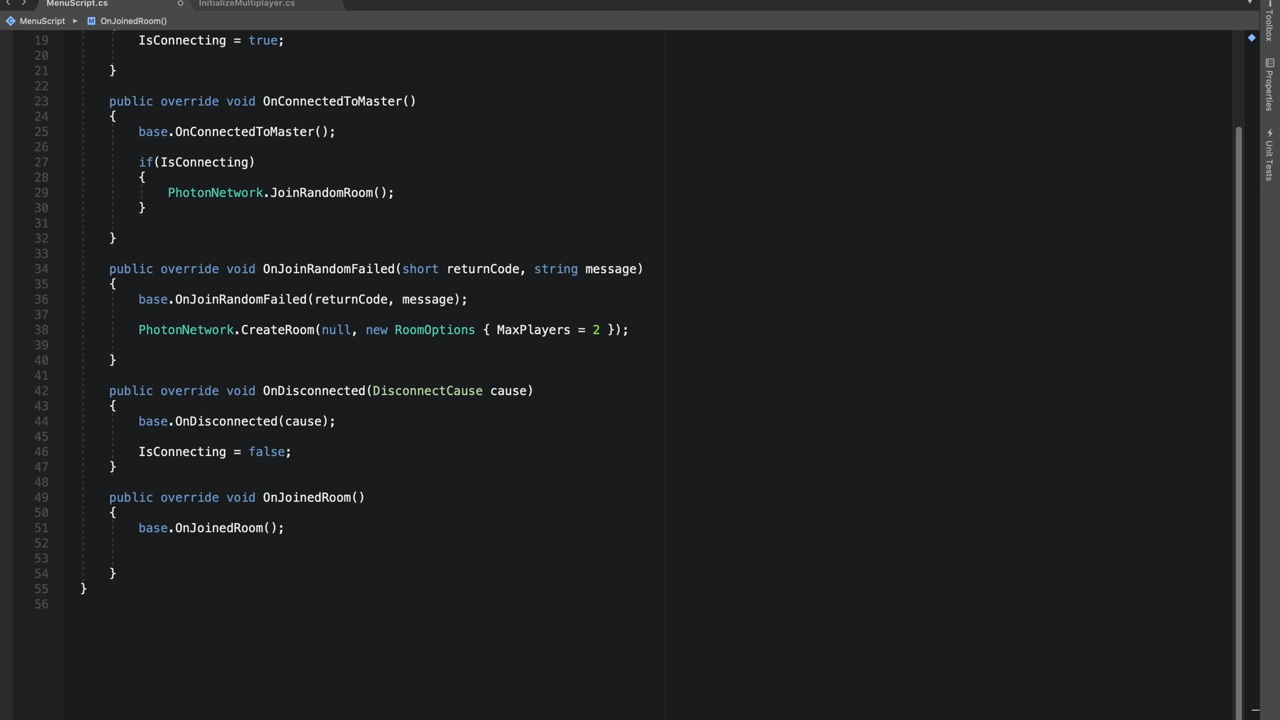 MenuScript.cs
InitializeMultiplayer.cs
MenuScript ▸ M OnJoinedRoom()
19 IsConnecting = true;
20
21 }
22
23 public override void OnConnectedToMaster()
24 {
25 base.OnConnectedToMaster();
26
27 if(IsConnecting)
28 {
29 PhotonNetwork.JoinRandomRoom();
30 }
31
32 }
33
34 public override void OnJoinRandomFailed(short returnCode, string message)
35 {
36 base.OnJoinRandomFailed(returnCode, message);
37
38 PhotonNetwork.CreateRoom(null, new RoomOptions { MaxPlayers = 2 });
39
40 }
41
42 public override void OnDisconnected(DisconnectCause cause)
43 {
44 base.OnDisconnected(cause);
45
46 IsConnecting = false;
47 }
48
49 public override void OnJoinedRoom()
50 {
51 base.OnJoinedRoom();
52
53
54 }
55 }
56
Toolbox
Properties
Unit Tests